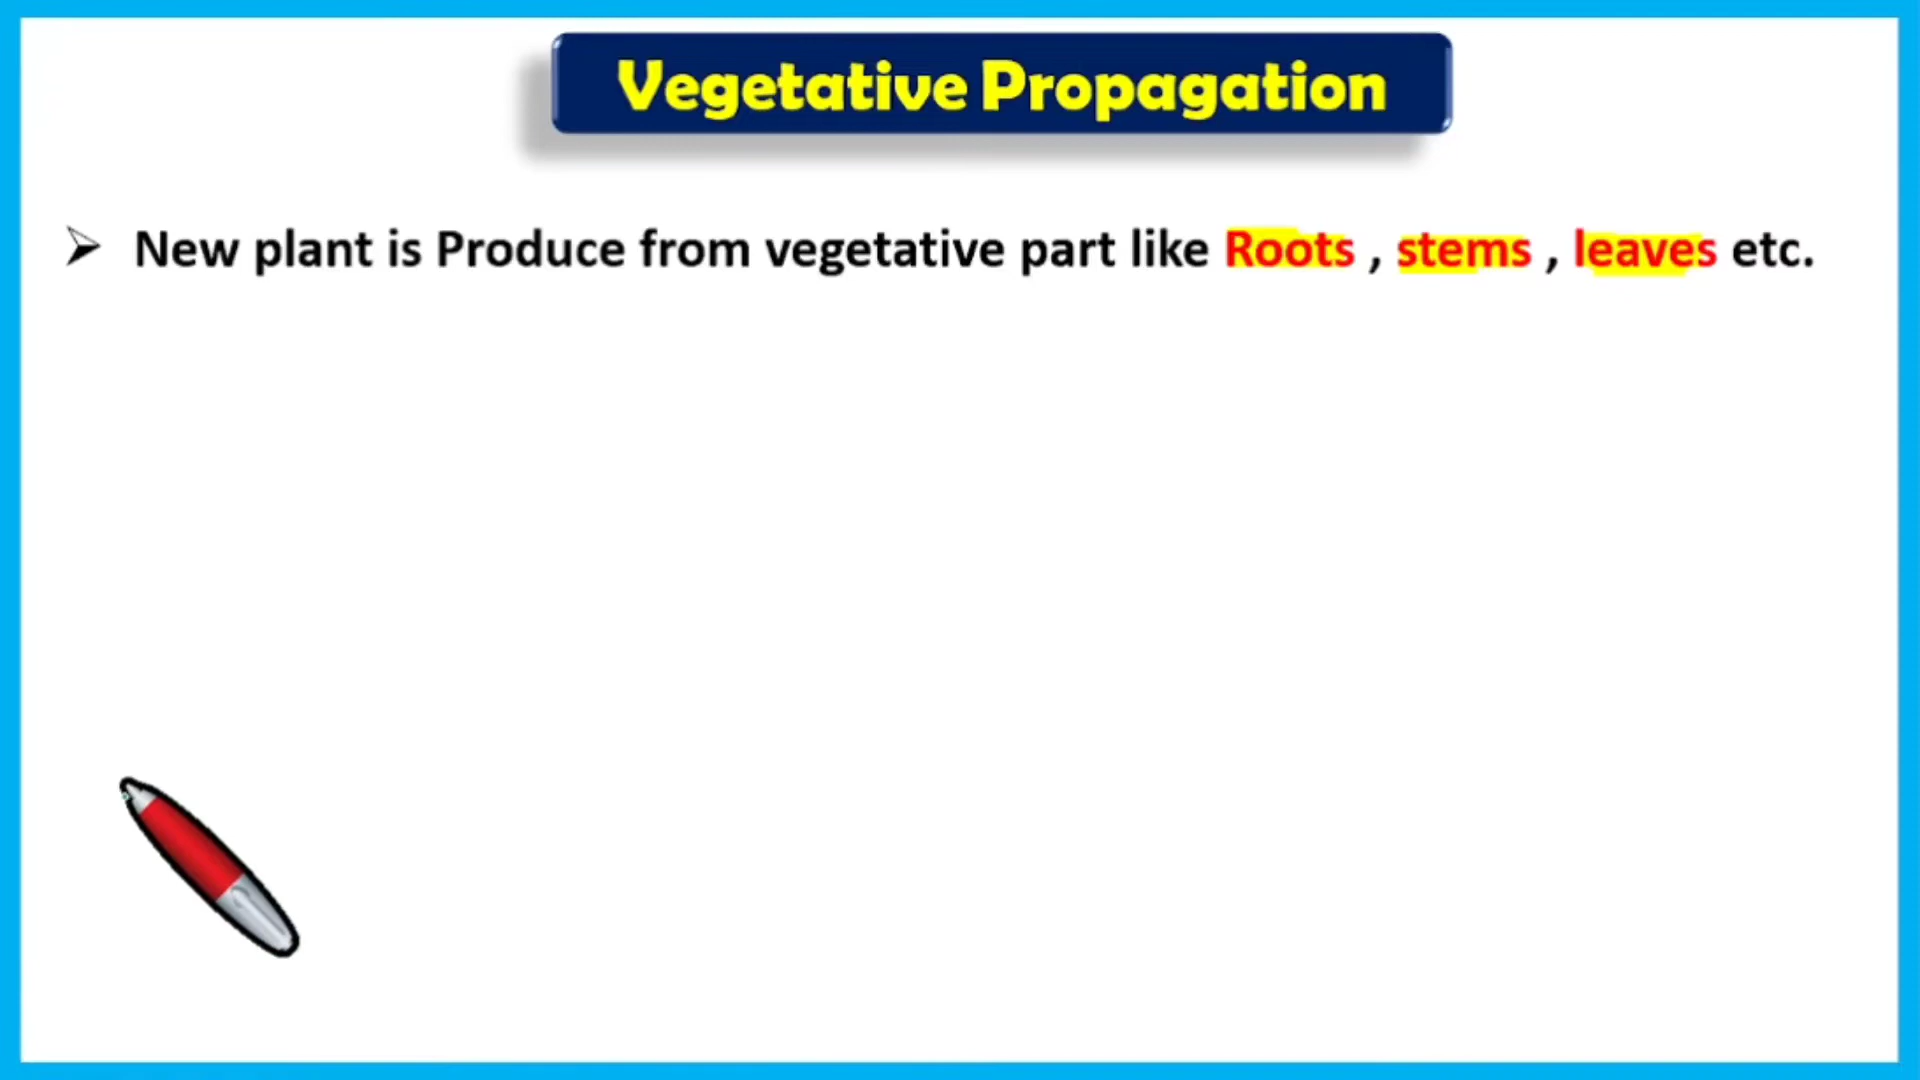 Vegetative Propagation
New plant is Produce from vegetative part like Roots , stems , leaves etc.